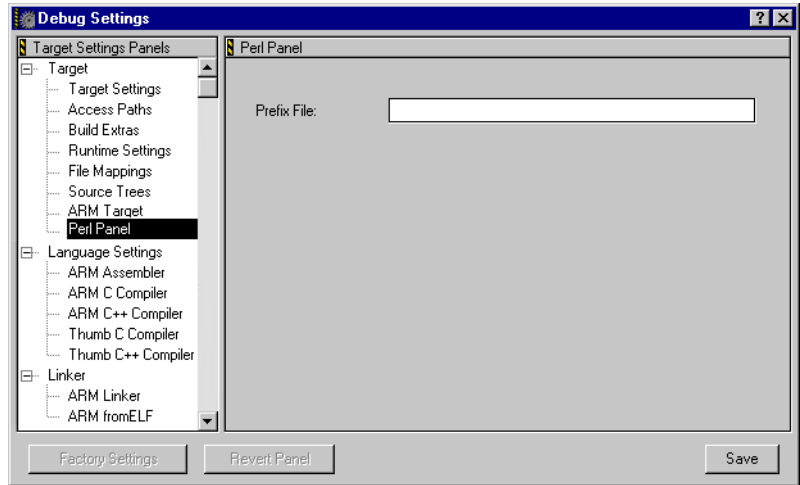 Debug Settings
Target Settings Panels
Target
Target Settings
Access Paths
Build Extras
Runtime Settings
File Mappings
Source Trees
ARM Target
Perl Panel
Language Settings
ARM Assembler
ARM C Compiler
ARM C++ Compiler
Thumb C Compiler
Thumb C++ Compiler
Linker
ARM Linker
ARM fromELF
Perl Panel
Prefix File:
Factory Settings
Revert Panel
Save